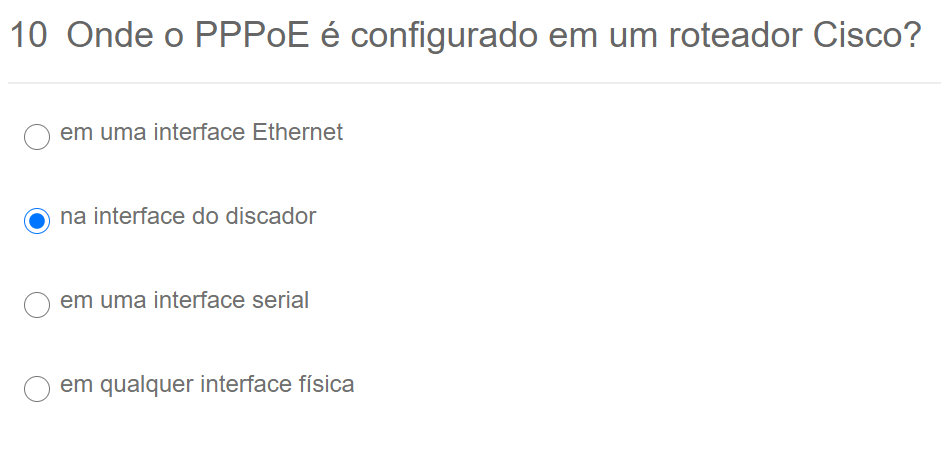 10 Onde o PPPoE é configurado em um roteador Cisco?
em uma interface Ethernet
na interface do discador
em uma interface serial
em qualquer interface física